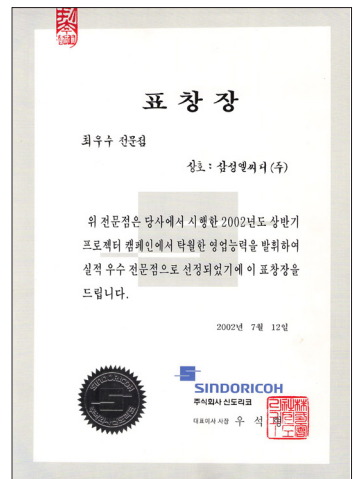 표 창 장
최우수 전문점
상호 : 삼성엘씨디(주)
위 전문점은 당사에서 시행한 2002년도 상반기
프로젝터 캠페인에서 탁월한 영업능력을 발휘하여
실적 우수 전문점으로 선정되었기에 이 표창장을
드립니다.
2002년 7월 12일
SINDORICOH
주식회사 신도리코
대표이사 사장 우 석
SINDORICOH